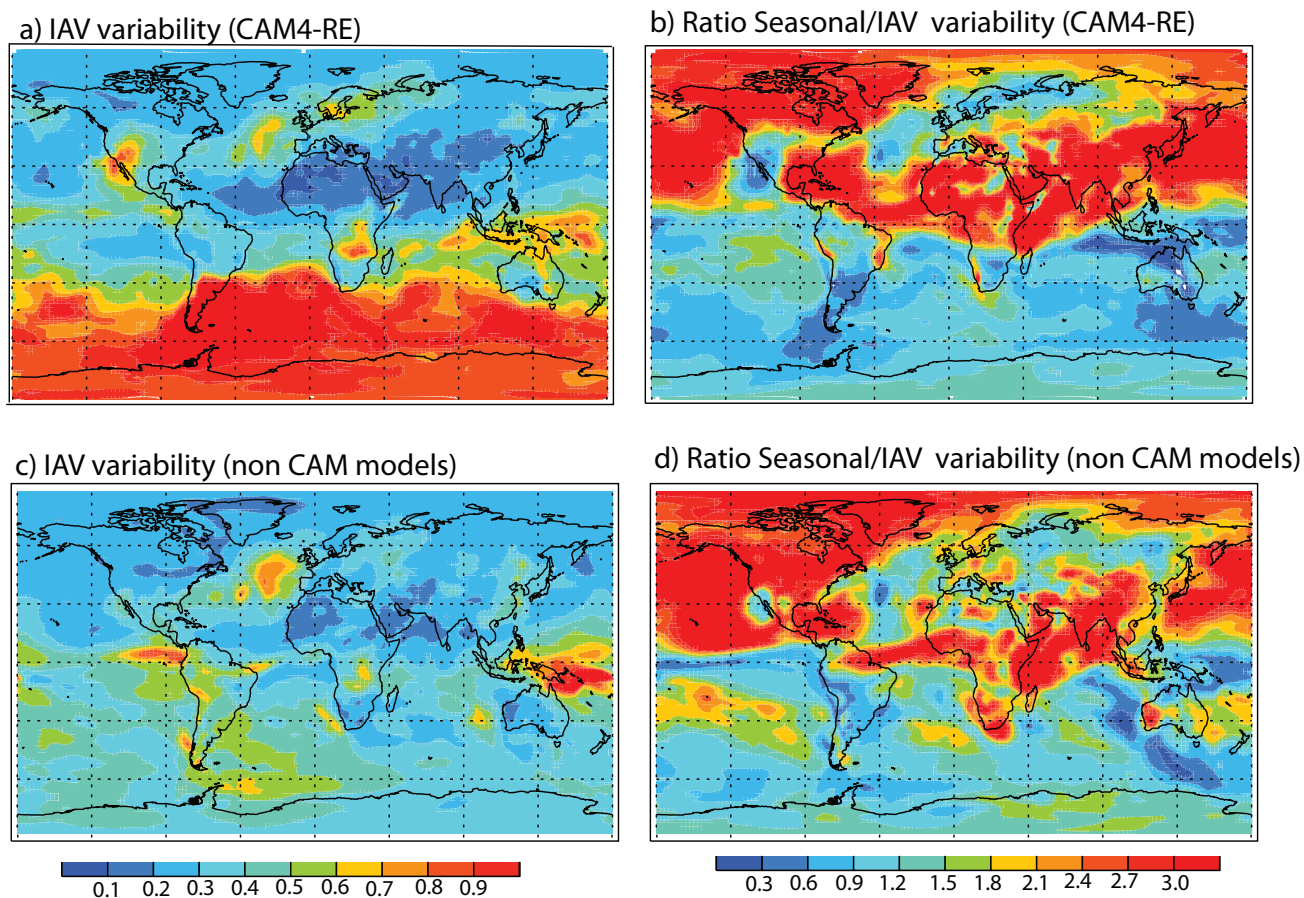 a) IAV variability (CAM4-RE)
b) Ratio Seasonal/IAV variability (CAM4-RE)
c) IAV variability (non CAM models)
d) Ratio Seasonal/IAV variability (non CAM models)
0.1 0.2 0.3 0.4 0.5 0.6 0.7 0.8 0.9
0.3 0.6 0.9 1.2 1.5 1.8 2.1 2.4 2.7 3.0